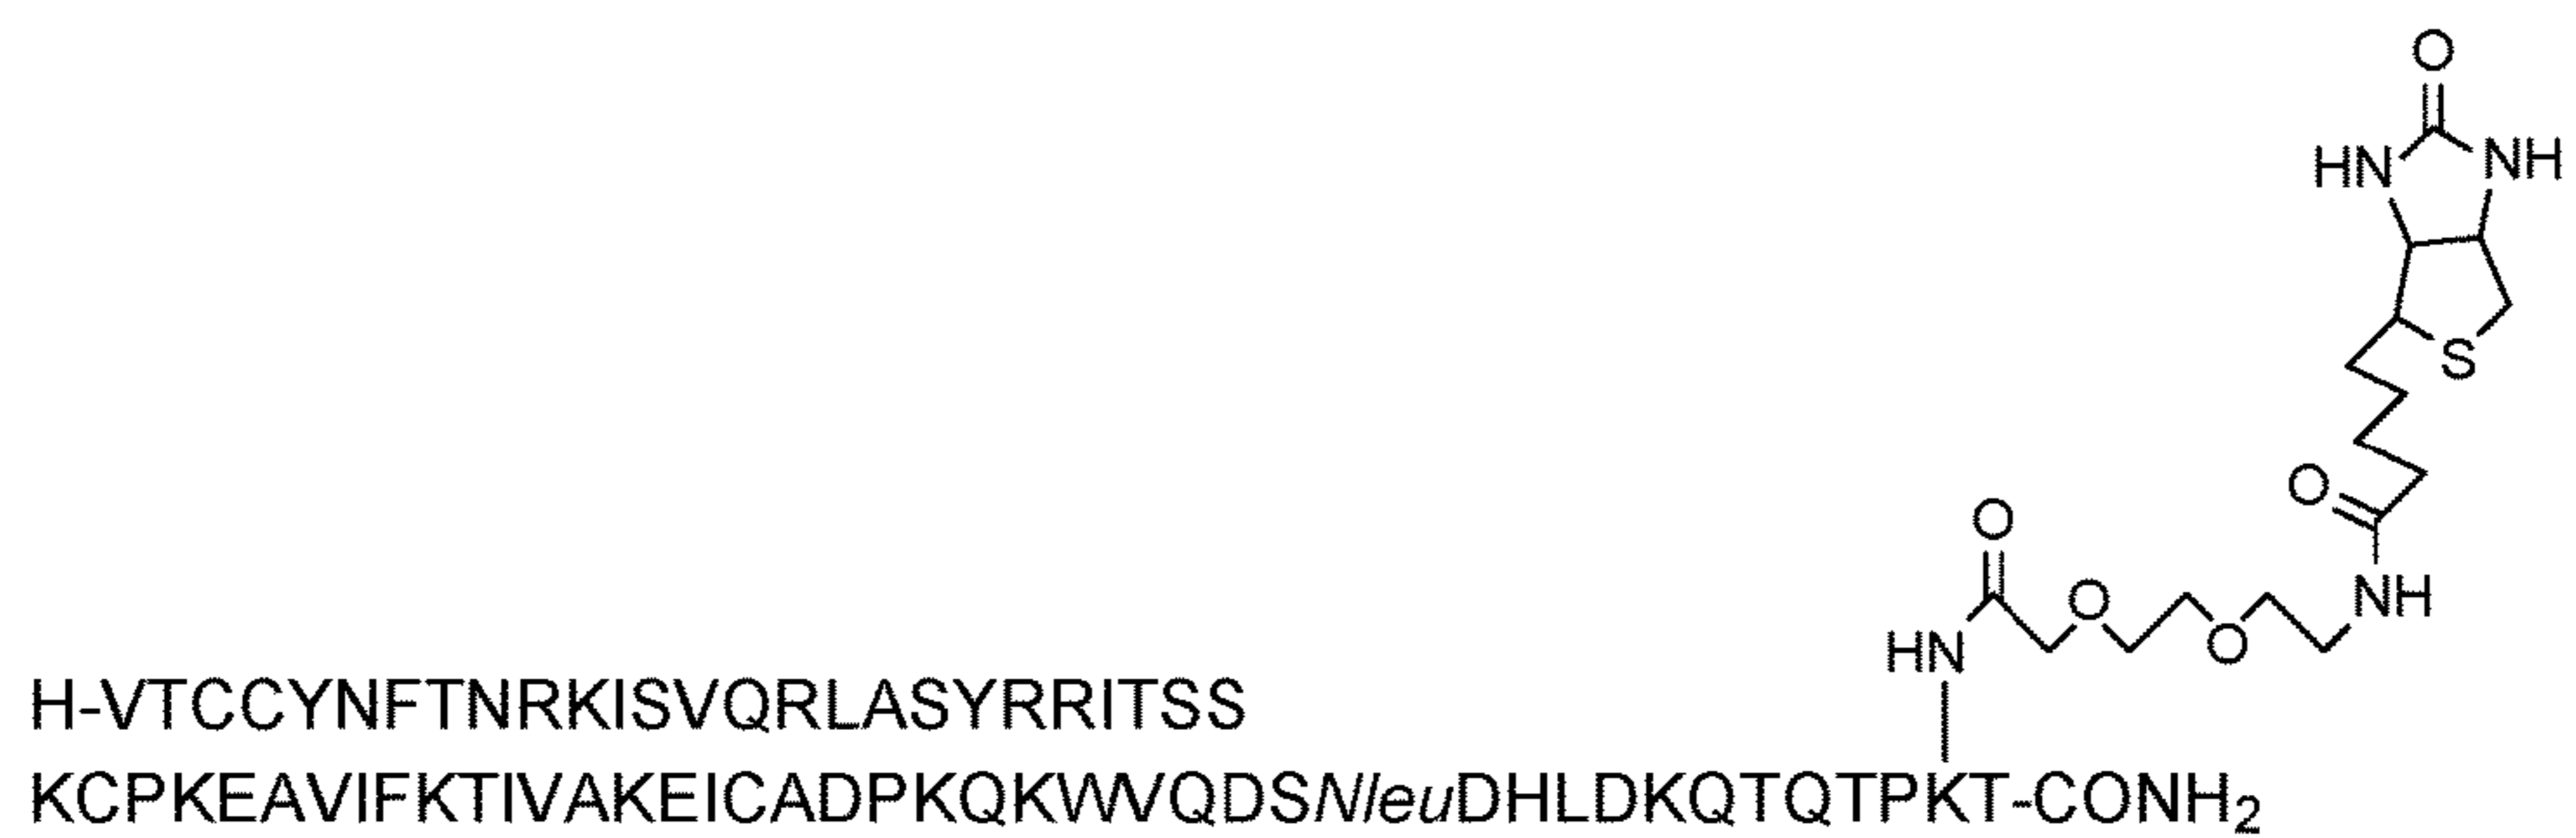 O
HN NH
S
O
O
O NH
HN O
H-VTCCYNFTNRKISVQRLASYRRITSS
KCPKEAVIFKTIVAKEICADPKQKWVQDSNleuDHLDKQTQTPKT-CONH₂